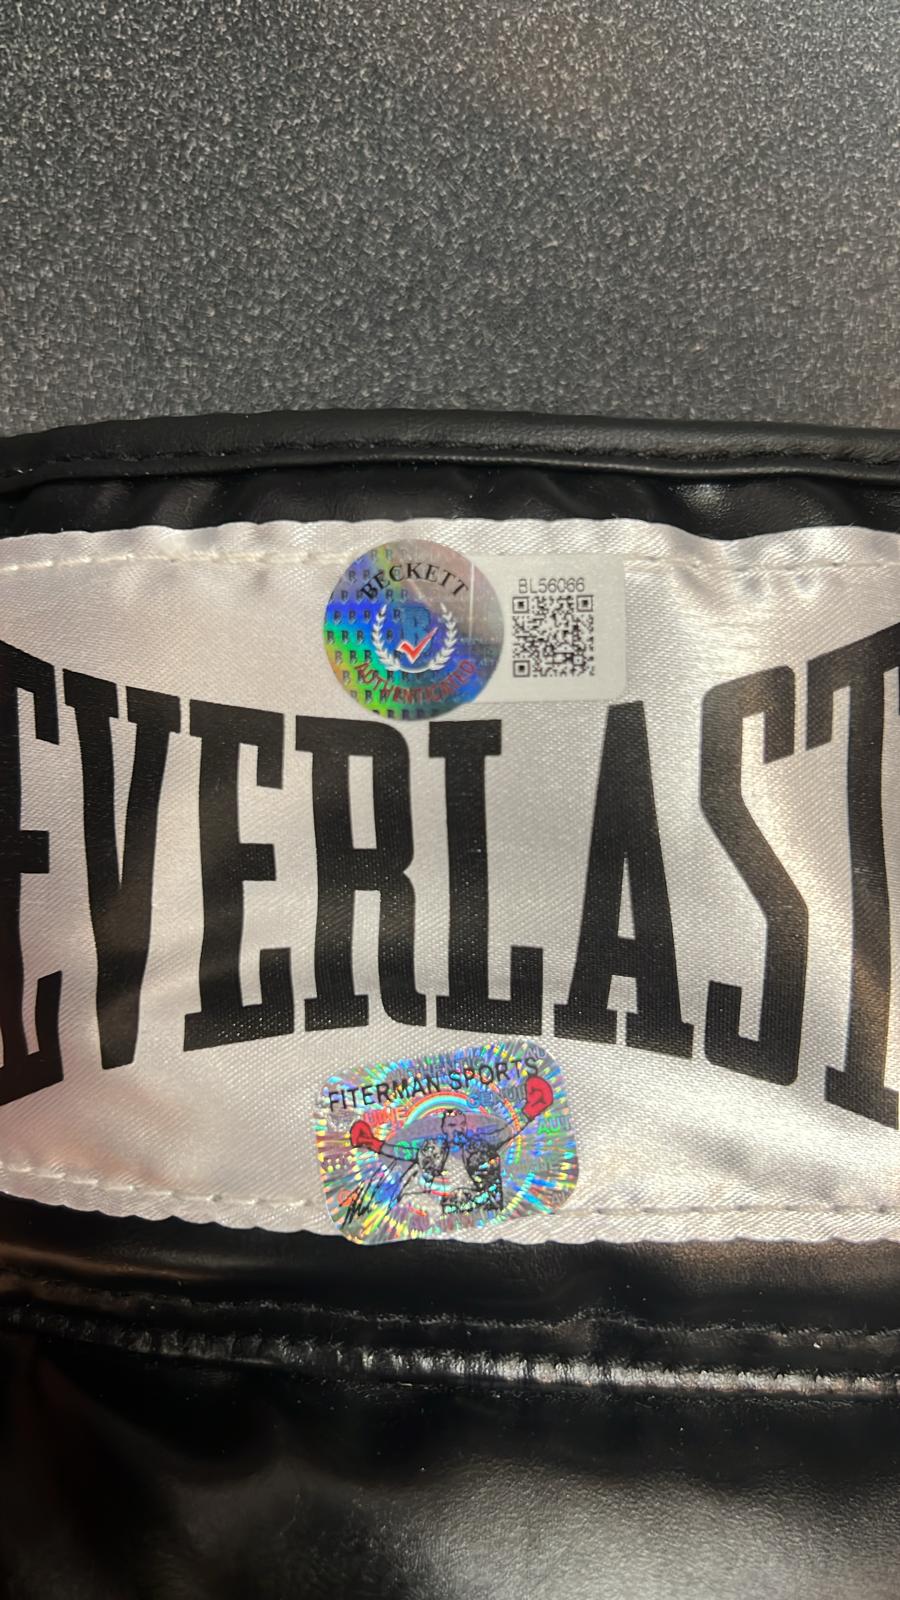 BECKETT
AUTHENTICATED
BL56066
EVERLAST
FITERMAN SPORTS